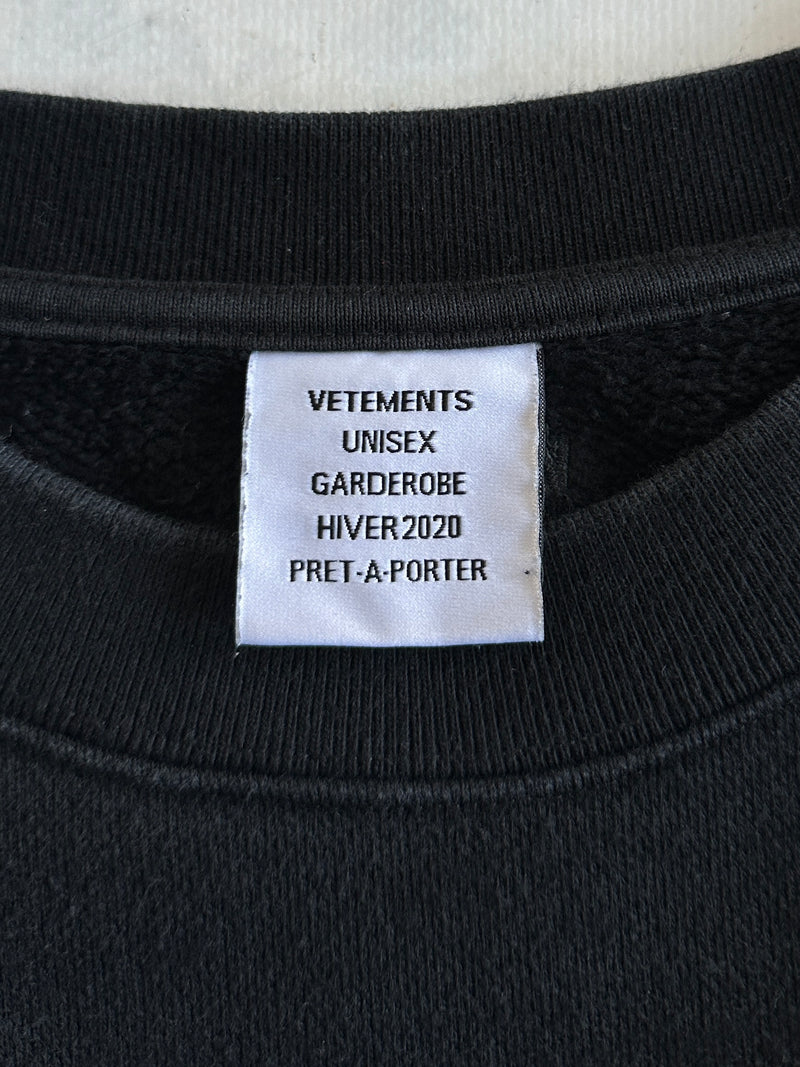 VETEMENTS
UNISEX
GARDEROBE
HIVER 2020
PRET-A-PORTER